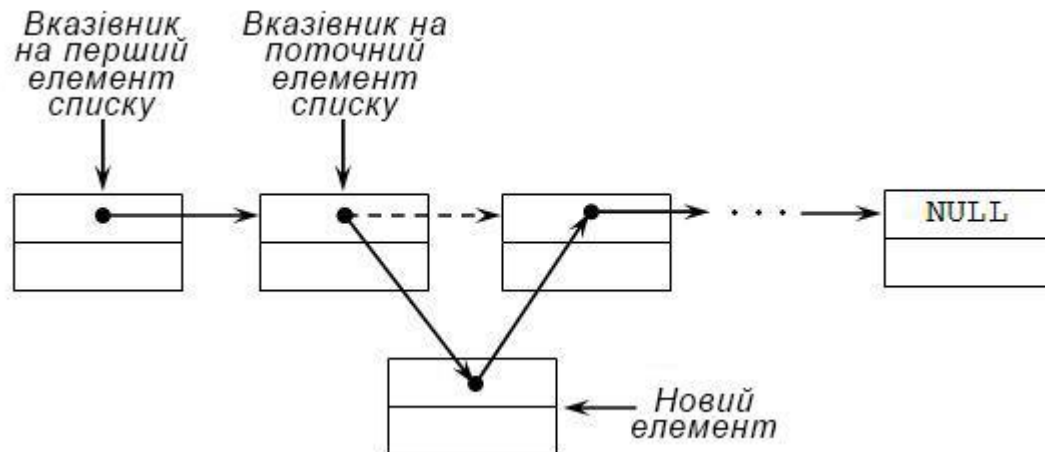 Вказівник
на перший
елемент
списку
Вказівник на
поточний
елемент
списку
NULL
Новий
елемент